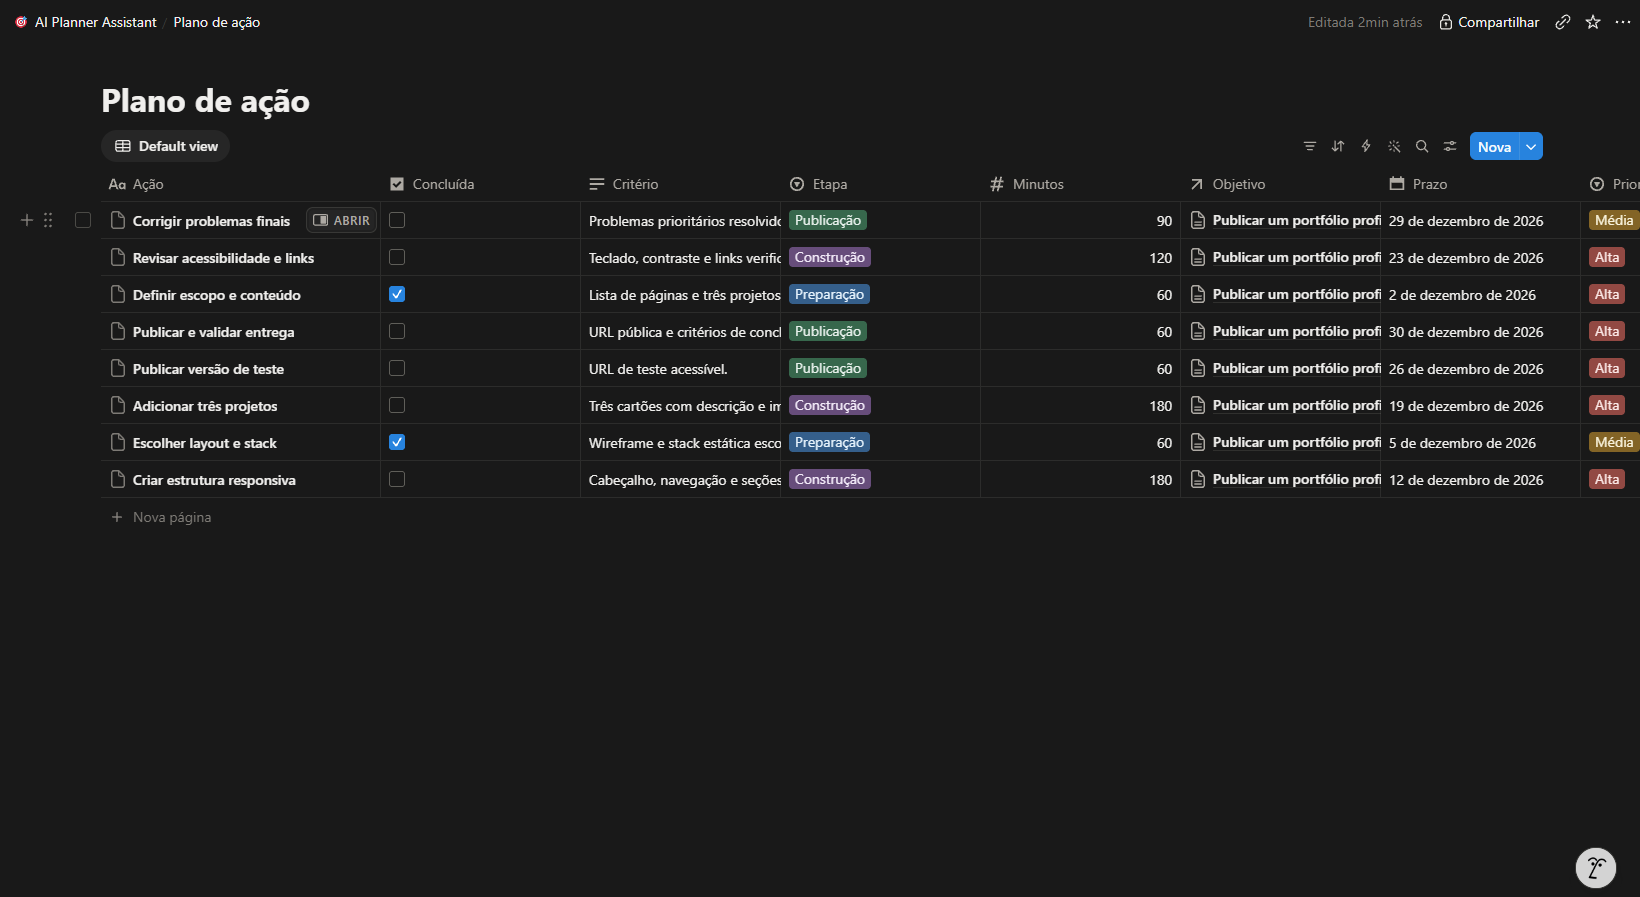 AI Planner Assistant / Plano de ação
Editada 2min atrás Compartilhar
Plano de ação
Default view
Nova
Aa Ação Concluída Critério Etapa Minutos Objetivo Prazo Prior
Corrigir problemas finais ABRIR Problemas prioritários resolvido Publicação 90 Publicar um portfólio profi 29 de dezembro de 2026 Média
Revisar acessibilidade e links Teclado, contraste e links verific Construção 120 Publicar um portfólio profi 23 de dezembro de 2026 Alta
Definir escopo e conteúdo Lista de páginas e três projetos Preparação 60 Publicar um portfólio profi 2 de dezembro de 2026 Alta
Publicar e validar entrega URL pública e critérios de concl Publicação 60 Publicar um portfólio profi 30 de dezembro de 2026 Alta
Publicar versão de teste URL de teste acessível. Publicação 60 Publicar um portfólio profi 26 de dezembro de 2026 Alta
Adicionar três projetos Três cartões com descrição e im Construção 180 Publicar um portfólio profi 19 de dezembro de 2026 Alta
Escolher layout e stack Wireframe e stack estática esco Preparação 60 Publicar um portfólio profi 5 de dezembro de 2026 Média
Criar estrutura responsiva Cabeçalho, navegação e seções Construção 180 Publicar um portfólio profi 12 de dezembro de 2026 Alta
+ Nova página